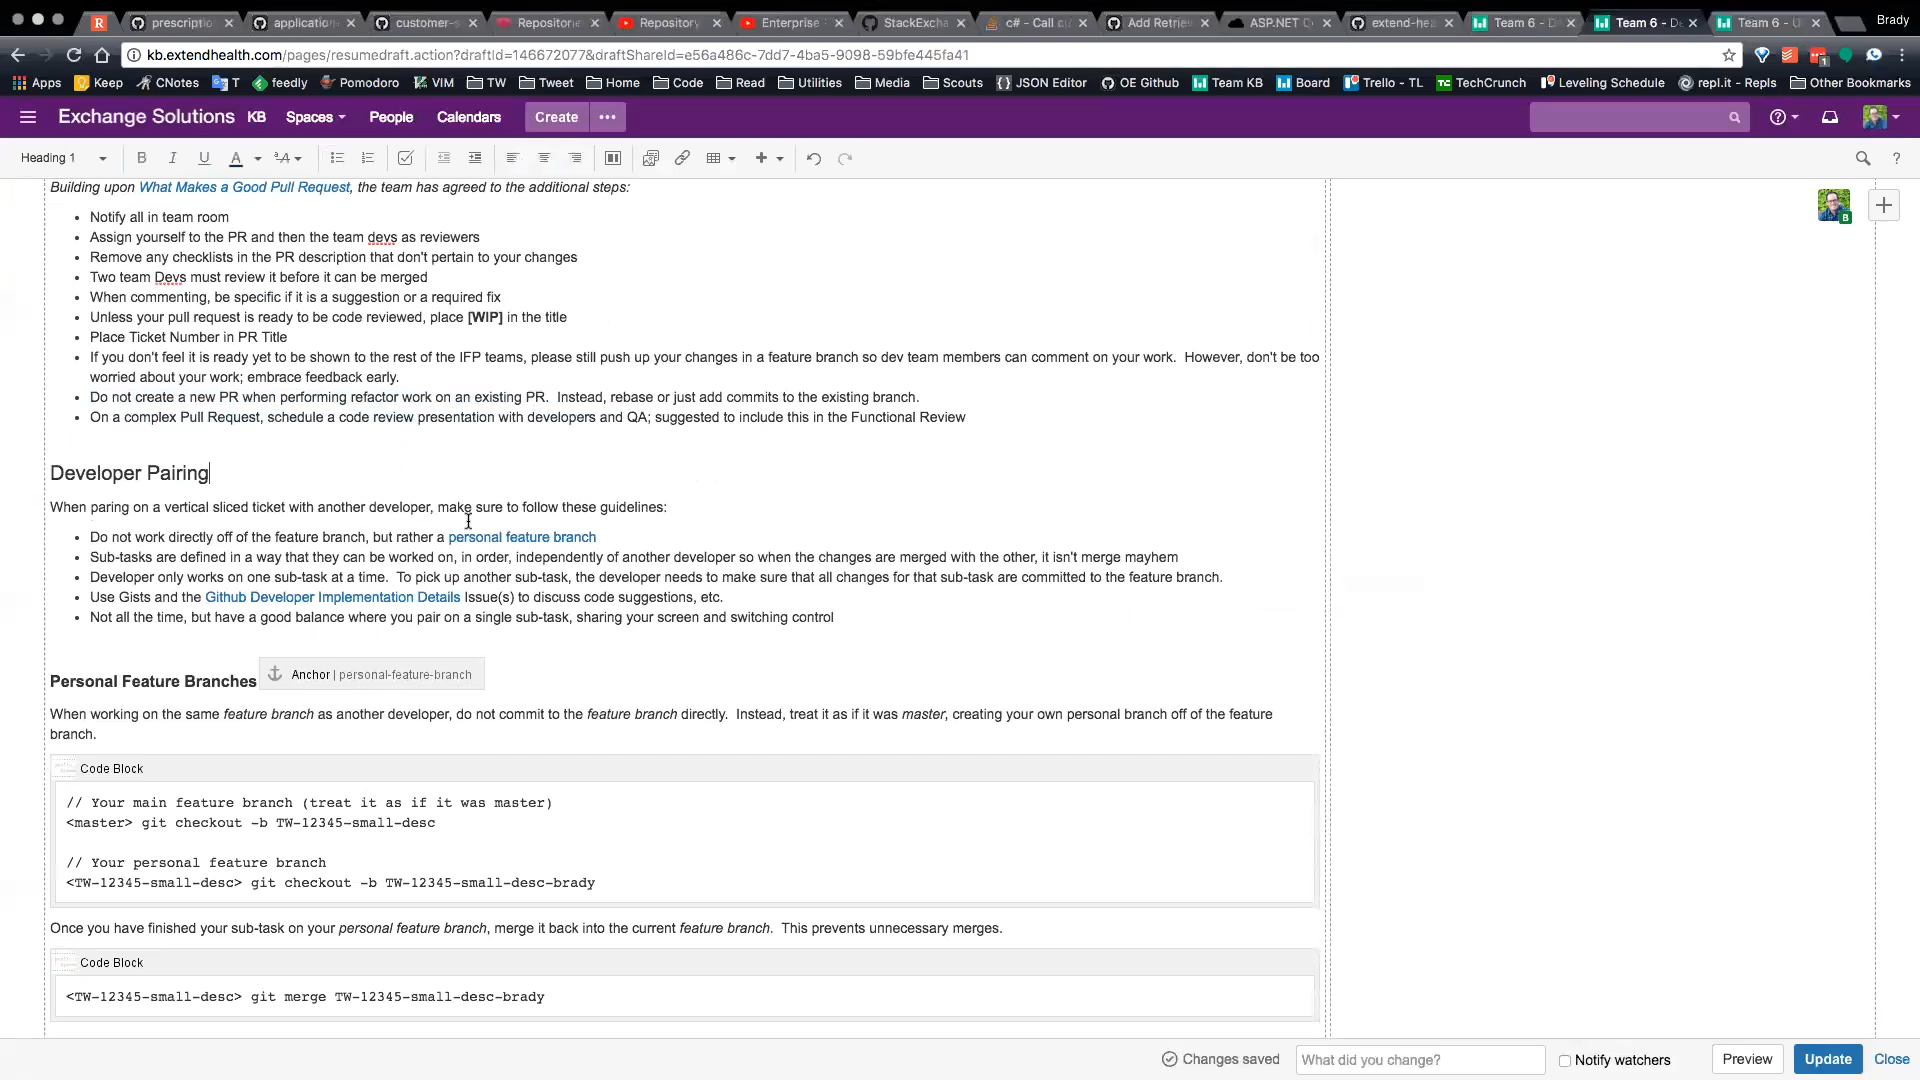 prescriptio
application
customer-s
Repositorie
Repository
Enterprise
StackExcha
c# - Call cu
Add Retriev
ASP.NET C
extend-hea
Team 6 - D
Team 6 - De
Team 6 - U
Brady
kb.extendhealth.com/pages/resumedraft.action?draftId=146672077&draftShareId=e56a486c-7dd7-4ba5-9098-59bfe445fa41
Apps Keep CNotes T feedly Pomodoro VIM TW Tweet Home Code Read Utilities Media Scouts JSON Editor OE Github Team KB Board Trello - TL TechCrunch Leveling Schedule repl.it - Repls Other Bookmarks
Exchange Solutions KB Spaces People Calendars Create
Heading 1 B I U A
Building upon What Makes a Good Pull Request, the team has agreed to the additional steps:
• Notify all in team room
• Assign yourself to the PR and then the team devs as reviewers
• Remove any checklists in the PR description that don't pertain to your changes
• Two team Devs must review it before it can be merged
• When commenting, be specific if it is a suggestion or a required fix
• Unless your pull request is ready to be code reviewed, place [WIP] in the title
• Place Ticket Number in PR Title
• If you don't feel it is ready yet to be shown to the rest of the IFP teams, please still push up your changes in a feature branch so dev team members can comment on your work. However, don't be too
worried about your work; embrace feedback early.
• Do not create a new PR when performing refactor work on an existing PR. Instead, rebase or just add commits to the existing branch.
• On a complex Pull Request, schedule a code review presentation with developers and QA; suggested to include this in the Functional Review
Developer Pairing
When paring on a vertical sliced ticket with another developer, make sure to follow these guidelines:
• Do not work directly off of the feature branch, but rather a personal feature branch
• Sub-tasks are defined in a way that they can be worked on, in order, independently of another developer so when the changes are merged with the other, it isn't merge mayhem
• Developer only works on one sub-task at a time. To pick up another sub-task, the developer needs to make sure that all changes for that sub-task are committed to the feature branch.
• Use Gists and the Github Developer Implementation Details Issue(s) to discuss code suggestions, etc.
• Not all the time, but have a good balance where you pair on a single sub-task, sharing your screen and switching control
Personal Feature Branches Anchor | personal-feature-branch
When working on the same feature branch as another developer, do not commit to the feature branch directly. Instead, treat it as if it was master, creating your own personal branch off of the feature
branch.
Code Block
// Your main feature branch (treat it as if it was master)
<master> git checkout -b TW-12345-small-desc
// Your personal feature branch
<TW-12345-small-desc> git checkout -b TW-12345-small-desc-brady
Once you have finished your sub-task on your personal feature branch, merge it back into the current feature branch. This prevents unnecessary merges.
Code Block
<TW-12345-small-desc> git merge TW-12345-small-desc-brady
Changes saved What did you change? Notify watchers Preview Update Close